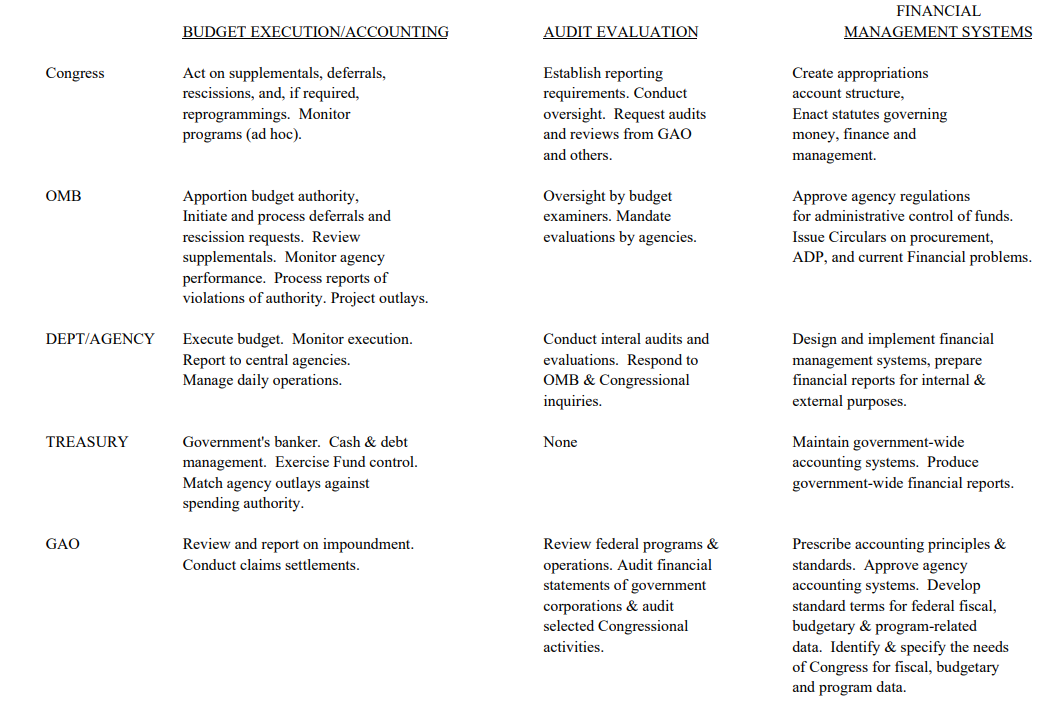 FINANCIAL
BUDGET EXECUTION/ACCOUNTING AUDIT EVALUATION MANAGEMENT SYSTEMS
Congress
Act on supplementals, deferrals,
rescissions, and, if required,
reprogrammings. Monitor
programs (ad hoc).
Establish reporting
requirements. Conduct
oversight. Request audits
and reviews from GAO
and others.
Create appropriations
account structure,
Enact statutes governing
money, finance and
management.
OMB
Apportion budget authority,
Initiate and process deferrals and
rescission requests. Review
supplementals. Monitor agency
performance. Process reports of
violations of authority. Project outlays.
Oversight by budget
examiners. Mandate
evaluations by agencies.
Approve agency regulations
for administrative control of funds.
Issue Circulars on procurement,
ADP, and current Financial problems.
DEPT/AGENCY
Execute budget. Monitor execution.
Report to central agencies.
Manage daily operations.
Conduct interal audits and
evaluations. Respond to
OMB & Congressional
inquiries.
Design and implement financial
management systems, prepare
financial reports for internal &
external purposes.
TREASURY
Government's banker. Cash & debt
management. Exercise Fund control.
Match agency outlays against
spending authority.
None
Maintain government-wide
accounting systems. Produce
government-wide financial reports.
GAO
Review and report on impoundment.
Conduct claims settlements.
Review federal programs &
operations. Audit financial
statements of government
corporations & audit
selected Congressional
activities.
Prescribe accounting principles &
standards. Approve agency
accounting systems. Develop
standard terms for federal fiscal,
budgetary & program-related
data. Identify & specify the needs
of Congress for fiscal, budgetary
and program data.